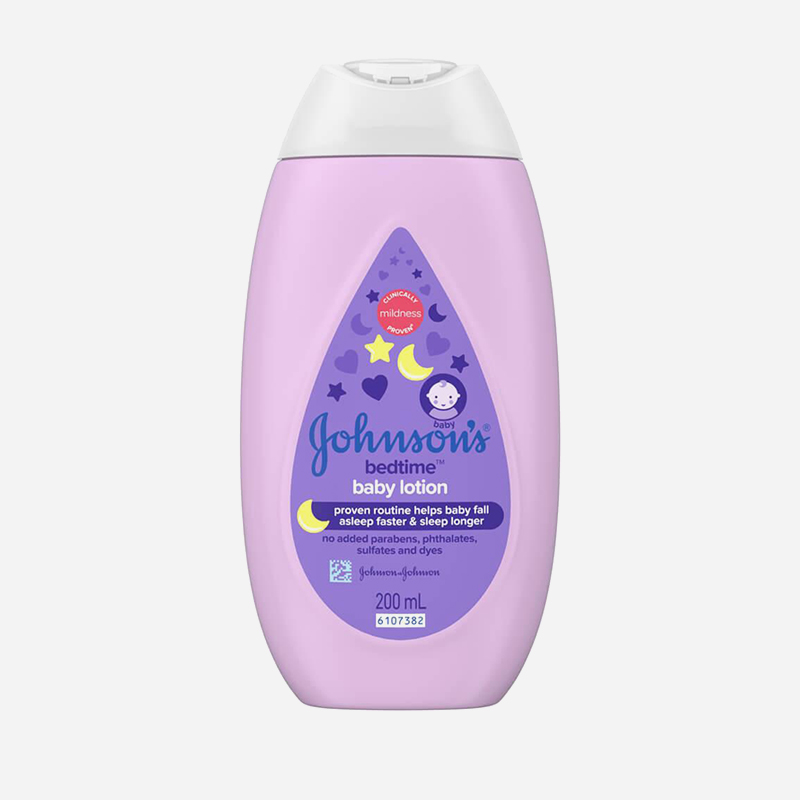 CLINICALLY
mildness
PROVEN*
baby
Johnson's®
bedtime™
baby lotion
proven routine helps baby fall
asleep faster & sleep longer
no added parabens, phthalates,
sulfates and dyes
Johnson & Johnson
200 mL
6107382